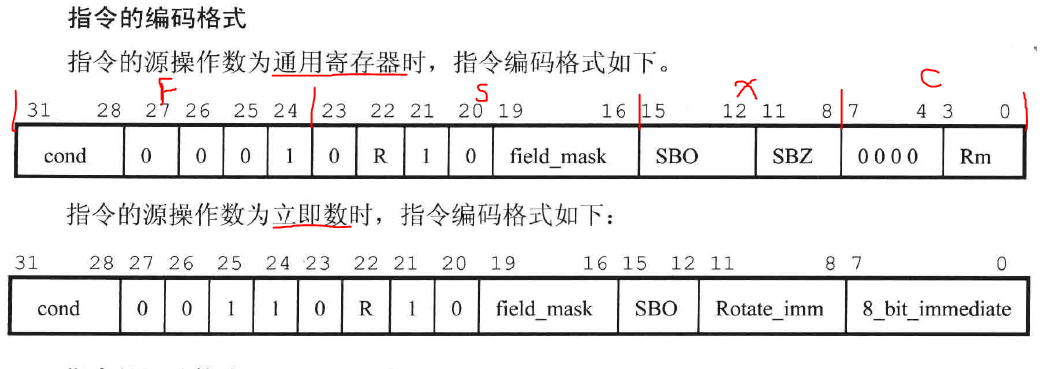 指令的编码格式
指令的源操作数为通用寄存器时，指令编码格式如下。
F S X C
31 28 27 26 25 24 23 22 21 20 19 16 15 12 11 8 7 4 3 0
cond 0 0 0 1 0 R 1 0 field_mask SBO SBZ 0 0 0 0 Rm
指令的源操作数为立即数时，指令编码格式如下：
31 28 27 26 25 24 23 22 21 20 19 16 15 12 11 8 7 0
cond 0 0 1 1 0 R 1 0 field_mask SBO Rotate_imm 8_bit_immediate